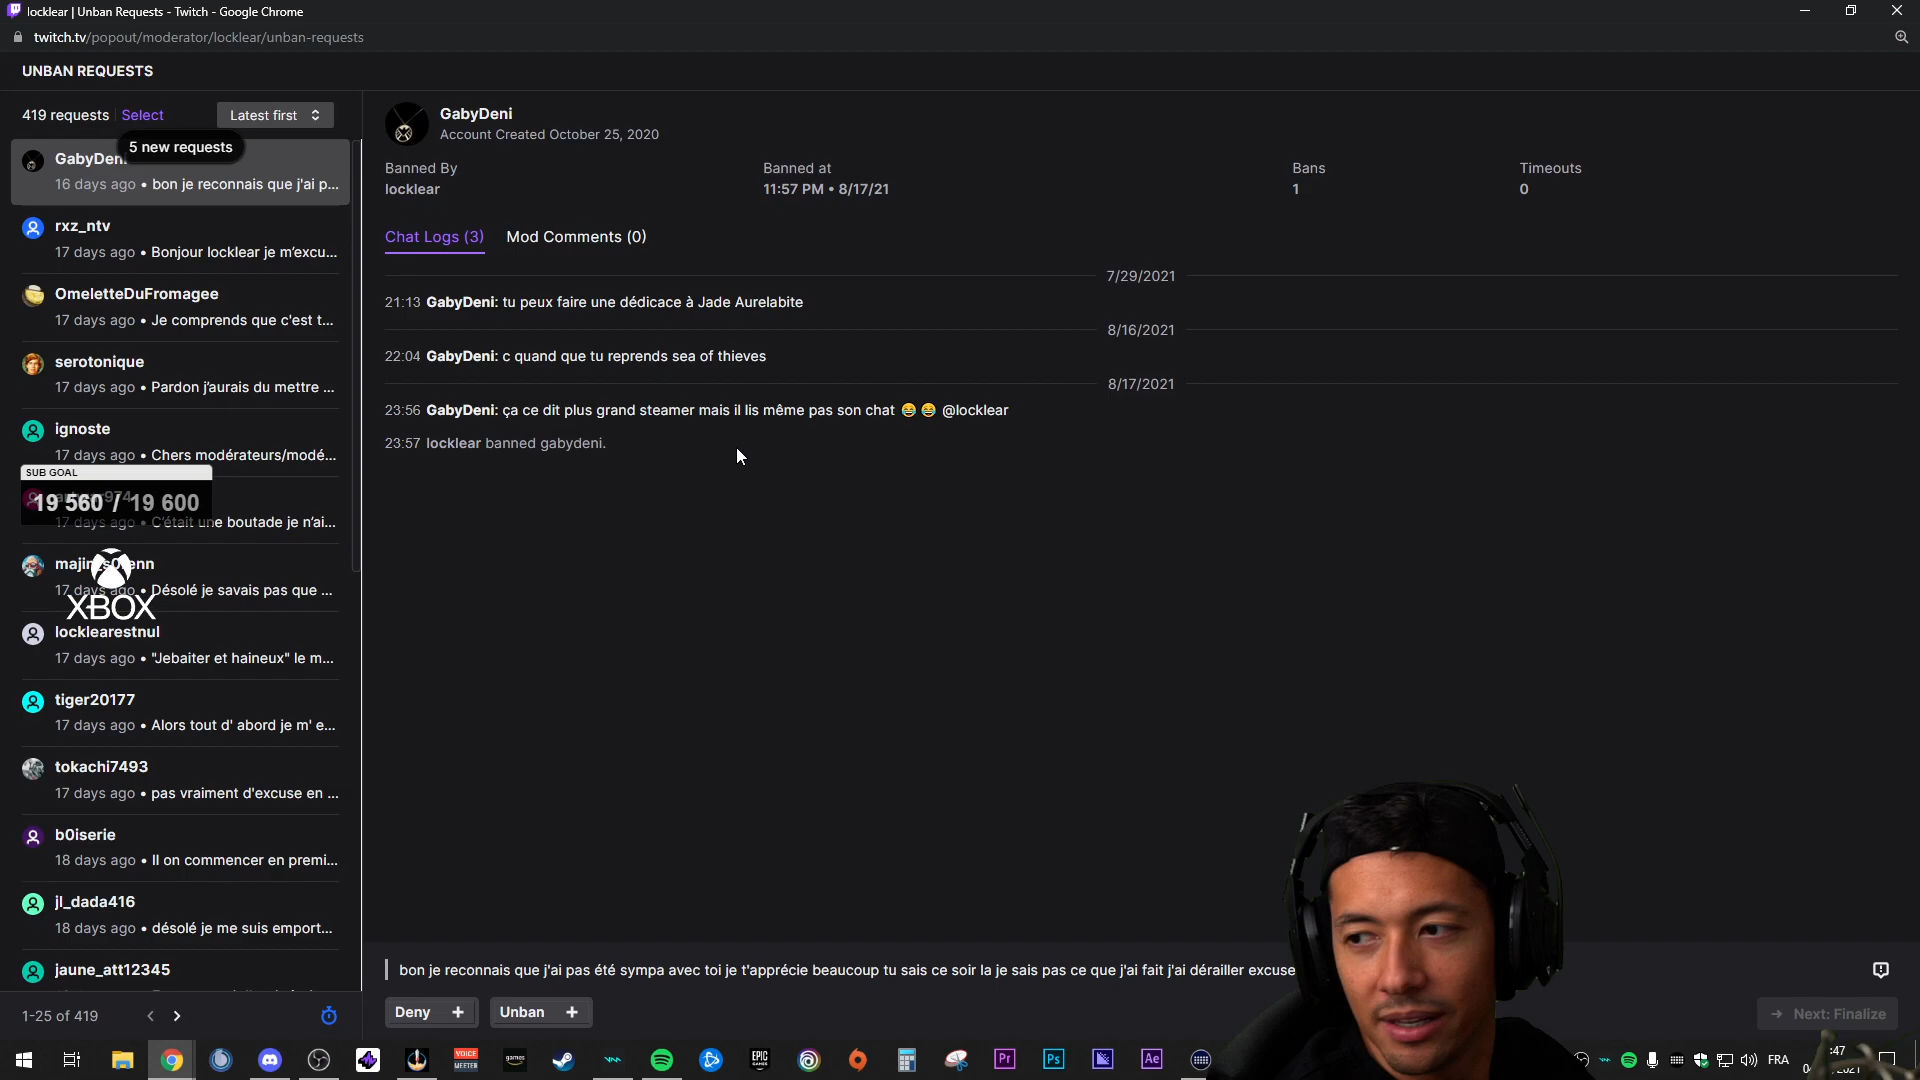 locklear | Unban Requests - Twitch - Google Chrome
twitch.tv/popout/moderator/locklear/unban-requests
UNBAN REQUESTS
419 requests
Select
Latest first
5 new requests
GabyDeni
16 days ago • bon je reconnais que j'ai p...
rxz_ntv
17 days ago • Bonjour locklear je m'excu...
OmeletteDuFromagee
17 days ago • Je comprends que c'est t...
serotonique
17 days ago • Pardon j'aurais du mettre ...
ignoste
17 days ago • Chers modérateurs/modé...
SUB GOAL
19 560 / 19 600
17 days ago • C'était une boutade je n'ai...
17 days ago • Désolé je savais pas que ...
XBOX
locklearestnul
17 days ago • "Jebaiter et haineux" le m...
tiger20177
17 days ago • Alors tout d' abord je m' e...
tokachi7493
17 days ago • pas vraiment d'excuse en ...
b0iserie
18 days ago • Il on commencer en premi...
jl_dada416
18 days ago • désolé je me suis emport...
jaune_att12345
1-25 of 419
GabyDeni
Account Created October 25, 2020
Banned By
locklear
Banned at
11:57 PM • 8/17/21
Bans
1
Timeouts
0
Chat Logs (3)
Mod Comments (0)
7/29/2021
21:13 GabyDeni: tu peux faire une dédicace à Jade Aurelabite
8/16/2021
22:04 GabyDeni: c quand que tu reprends sea of thieves
8/17/2021
23:56 GabyDeni: ça ce dit plus grand steamer mais il lis même pas son chat 😂 😂 @locklear
23:57 locklear banned gabydeni.
bon je reconnais que j'ai pas été sympa avec toi je t'apprécie beaucoup tu sais ce soir la je sais pas ce que j'ai fait j'ai dérailler excuse
Deny +
Unban +
Next: Finalize
VOICE MEETER
games
EPIC GAMES
Pr
Ps
Ae
FRA
:47